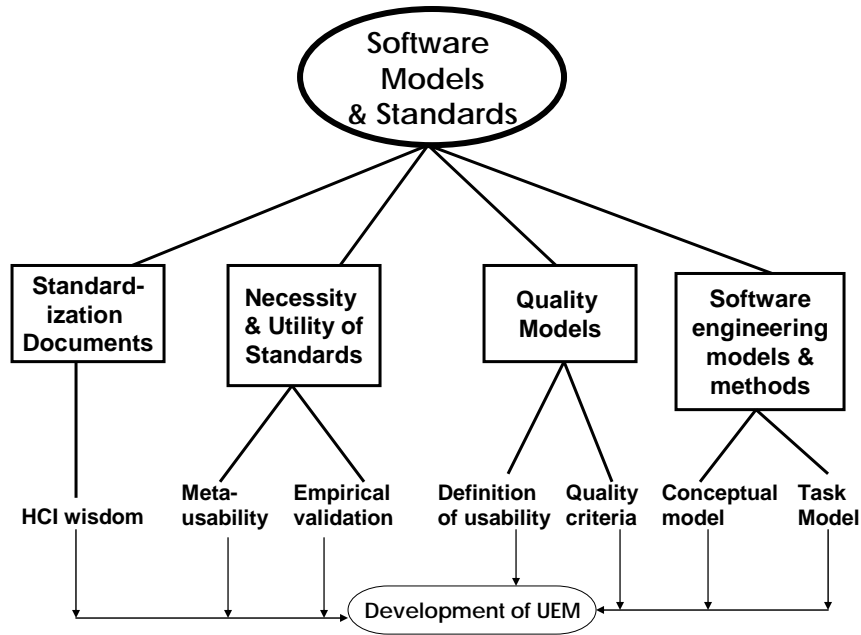 Software
Models
& Standards
Standard-
ization
Documents
Necessity
& Utility of
Standards
Quality
Models
Software
engineering
models &
methods
HCI wisdom
Meta-
usability
Empirical
validation
Definition
of usability
Quality
criteria
Conceptual
model
Task
Model
Development of UEM